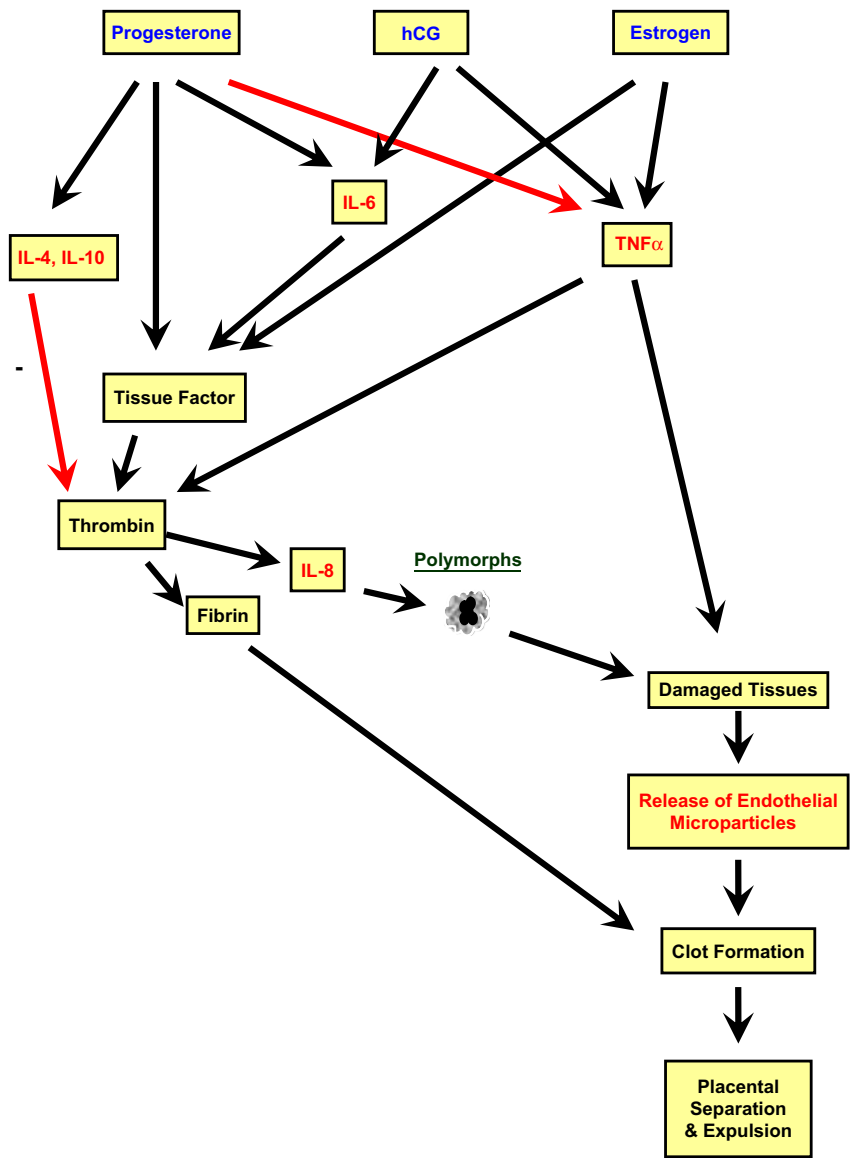 Progesterone
hCG
Estrogen
IL-6
TNFα
IL-4, IL-10
-
Tissue Factor
Thrombin
IL-8
Polymorphs
Fibrin
Damaged Tissues
Release of Endothelial
Microparticles
Clot Formation
Placental
Separation
& Expulsion